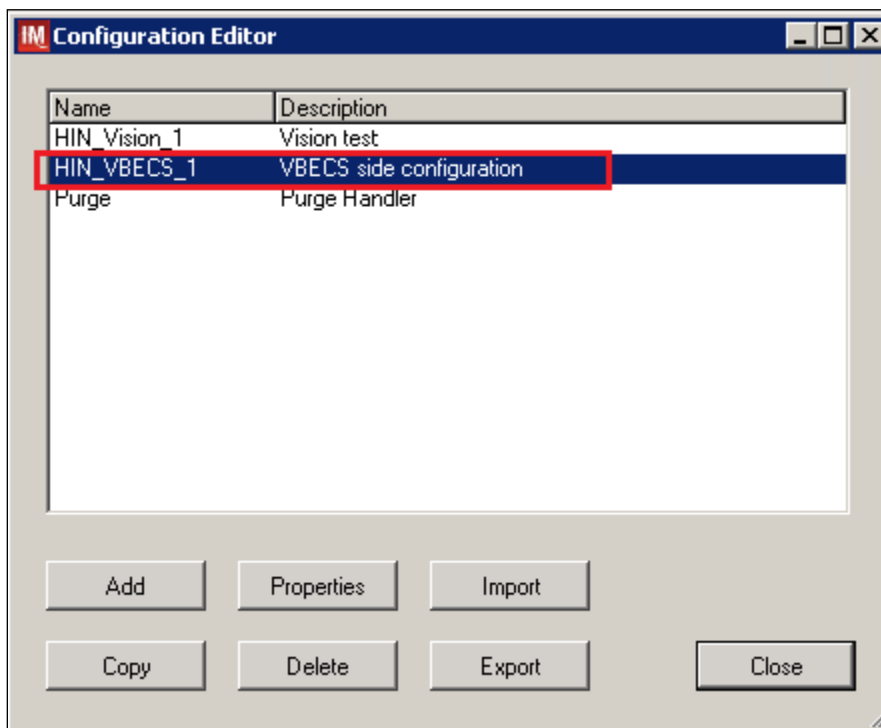 IM Configuration Editor
Name Description
HIN_Vision_1 Vision test
HIN_VBECS_1 VBECS side configuration
Purge Purge Handler
Add Properties Import
Copy Delete Export Close